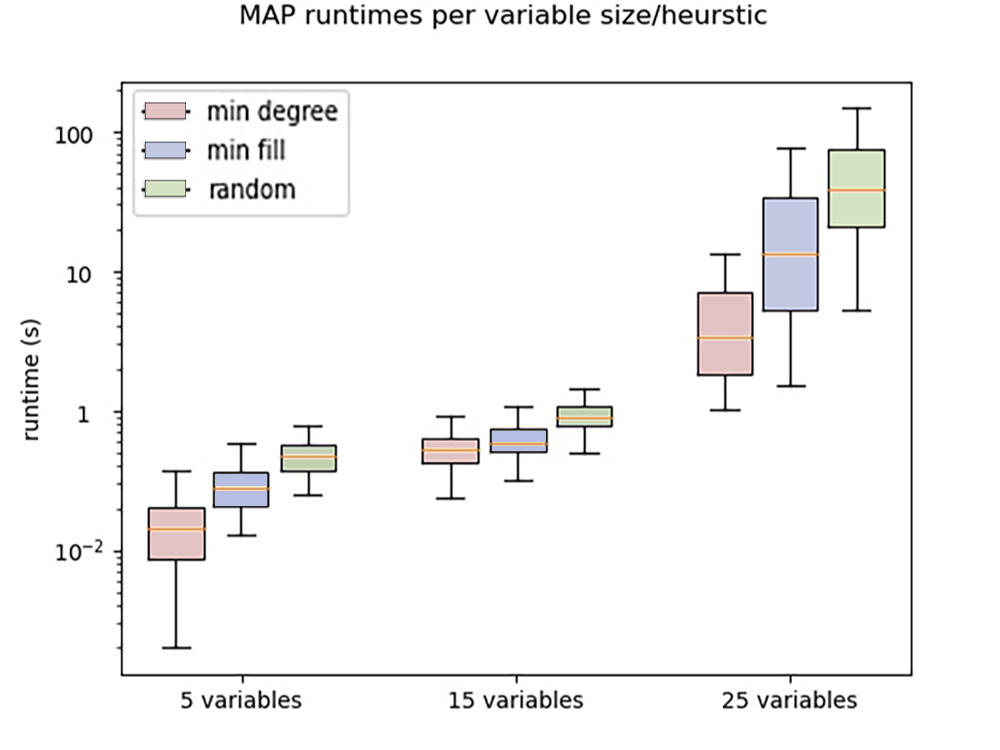 MAP runtimes per variable size/heurstic
min degree
min fill
random
100
10
1
10⁻²
runtime (s)
5 variables
15 variables
25 variables